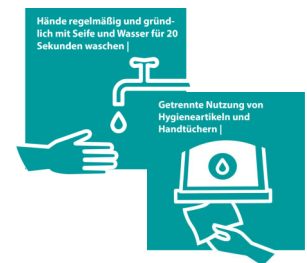 Hände regelmäßig und gründ-
lich mit Seife und Wasser für 20
Sekunden waschen |
Getrennte Nutzung von
Hygieneartikeln und
Handtüchern |